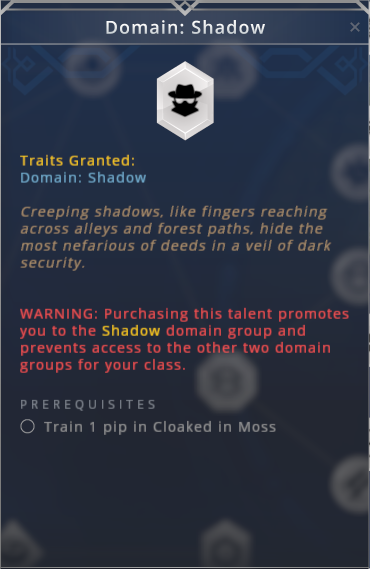 Domain: Shadow
Traits Granted:
Domain: Shadow
Creeping shadows, like fingers reaching
across alleys and forest paths, hide the
most nefarious of deeds in a veil of dark
security.
WARNING: Purchasing this talent promotes
you to the Shadow domain group and
prevents access to the other two domain
groups for your class.
PREREQUISITES
Train 1 pip in Cloaked in Moss